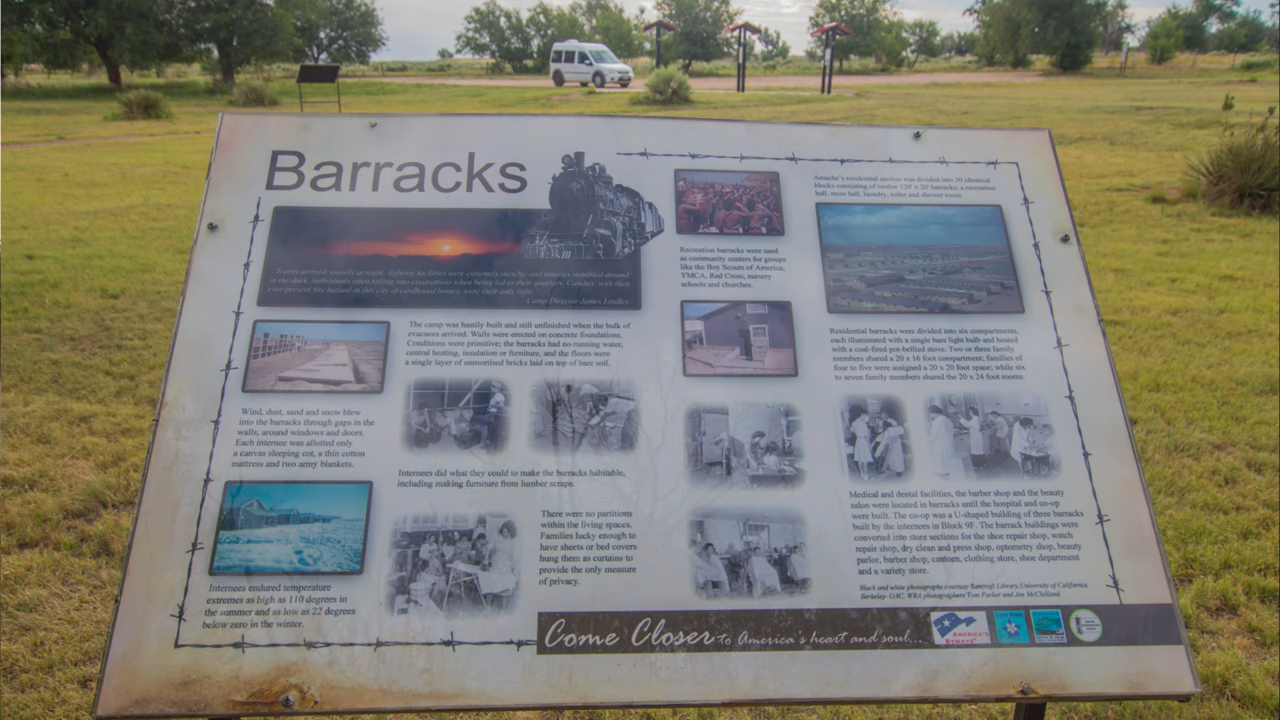 Barracks
"Trains arrived, usually at night; lighting facilities were extremely sketchy, and families stumbled around
in the dark, individuals often falling into excavations when being led to their quarters. Candles, with their
ever-present fire hazard in this city of cardboard homes, were their only light."
Camp Director James Lindley
The camp was hastily built and still unfinished when the bulk of
evacuees arrived. Walls were erected on concrete foundations.
Conditions were primitive; the barracks had no running water,
central heating, insulation or furniture, and the floors were
a single layer of unmortised bricks laid on top of bare soil.
Wind, dust, sand and snow blew
into the barracks through gaps in the
walls, around windows and doors.
Each internee was allotted only
a canvas sleeping cot, a thin cotton
mattress and two army blankets.
Internees did what they could to make the barracks habitable,
including making furniture from lumber scraps.
Internees endured temperature
extremes as high as 110 degrees in
the summer and as low as 22 degrees
below zero in the winter.
There were no partitions
within the living spaces.
Families lucky enough to
have sheets or bed covers
hung them as curtains to
provide the only measure
of privacy.
Recreation barracks were used
as community centers for groups
like the Boy Scouts of America,
YMCA, Red Cross, nursery
schools and churches.
Amache's residential section was divided into 30 identical
blocks consisting of twelve 120' x 20' barracks, a recreation
hall, mess hall, laundry, toilet and shower room.
Residential barracks were divided into six compartments,
each illuminated with a single bare light bulb and heated
with a coal-fired pot-bellied stove. Two or three family
members shared a 20 x 16 foot compartment; families of
four to five were assigned a 20 x 20 foot space; while six
to seven family members shared the 20 x 24 foot rooms.
Medical and dental facilities, the barber shop and the beauty
salon were located in barracks until the hospital and co-op
were built. The co-op was a U-shaped building of three barracks
built by the internees in Block 9F. The barrack buildings were
converted into store sections for the shoe repair shop, watch
repair shop, dry clean and press shop, optometry shop, beauty
parlor, barber shop, canteen, clothing store, shoe department
and a variety store.
Black and white photographs courtesy Bancroft Library, University of California,
Berkeley- OAC. WRA photographers Tom Parker and Joe McClelland.
Come Closer to America's heart and soul...
AMERICA'S
BYWAYS